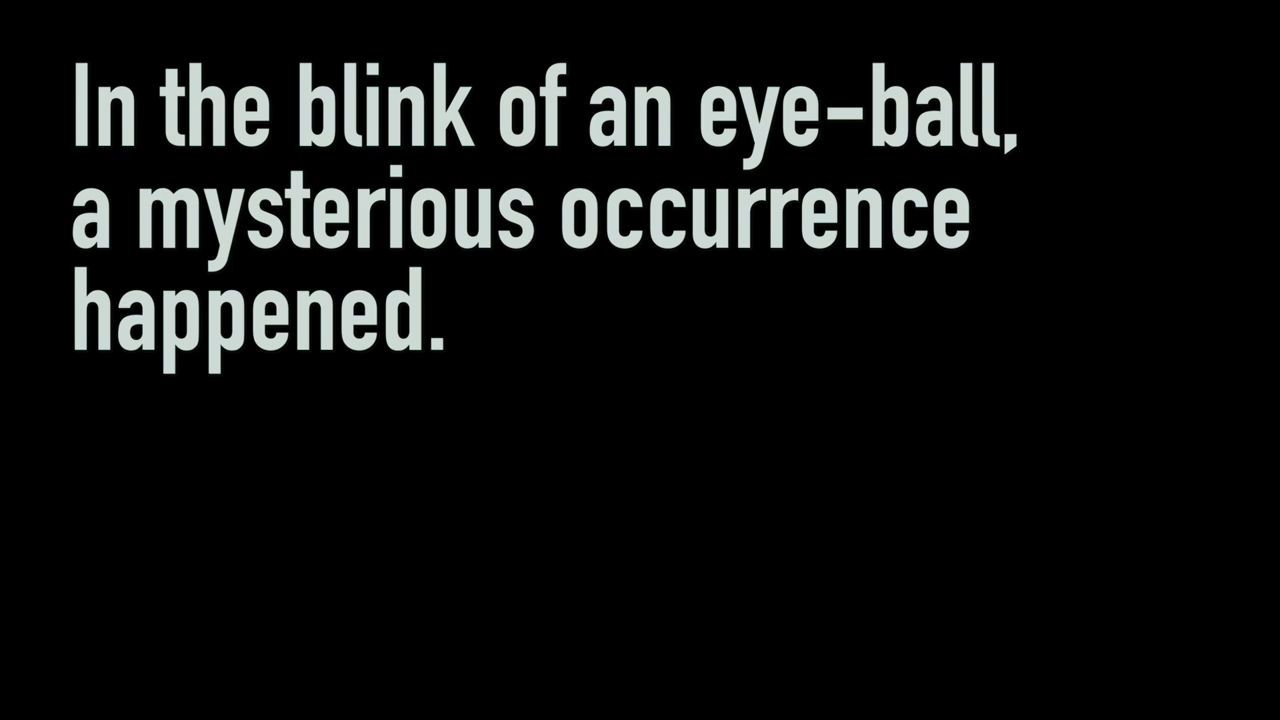 In the blink of an eye-ball,
a mysterious occurrence
happened.